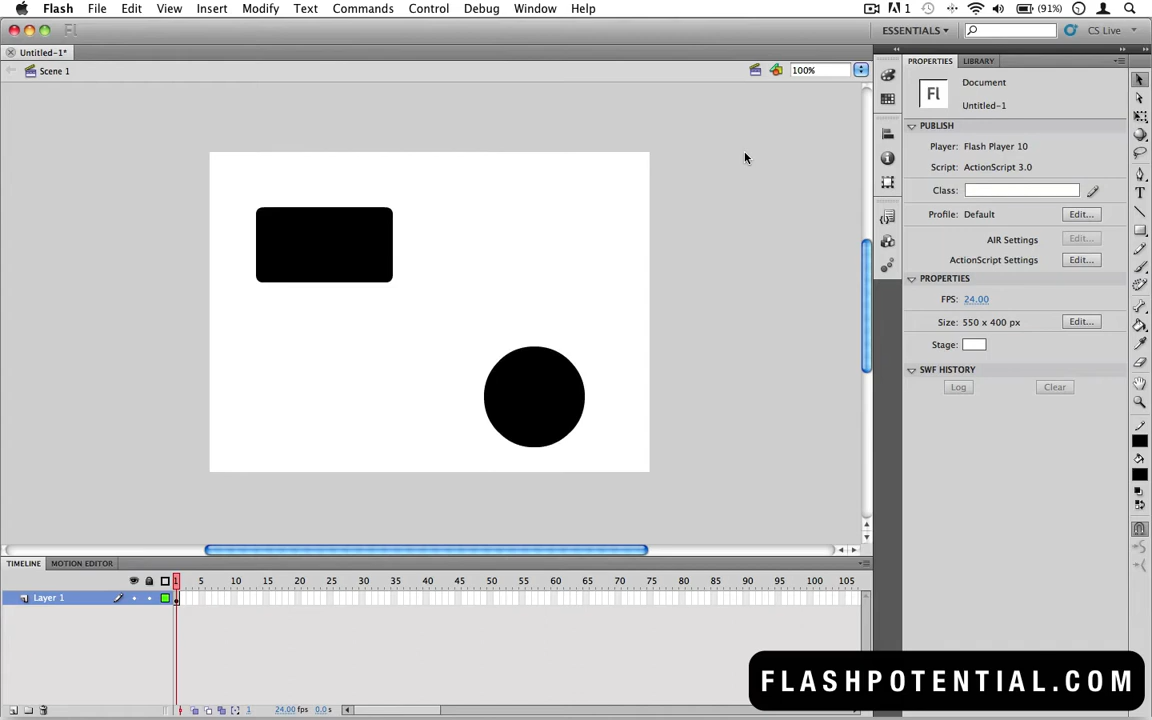 Flash File Edit View Insert Modify Text Commands Control Debug Window Help (91%)
Fl ESSENTIALS CS Live
Untitled-1*
Scene 1 100%
PROPERTIES LIBRARY
Fl Document
Untitled-1
PUBLISH
Player: Flash Player 10
Script: ActionScript 3.0
Class:
Profile: Default Edit...
AIR Settings Edit...
ActionScript Settings Edit...
PROPERTIES
FPS: 24.00
Size: 550 x 400 px Edit...
Stage:
SWF HISTORY
Log Clear
TIMELINE MOTION EDITOR
1 5 10 15 20 25 30 35 40 45 50 55 60 65 70 75 80 85 90 95 100 105
Layer 1
1 24.00 fps 0.0 s
FLASHPOTENTIAL.COM